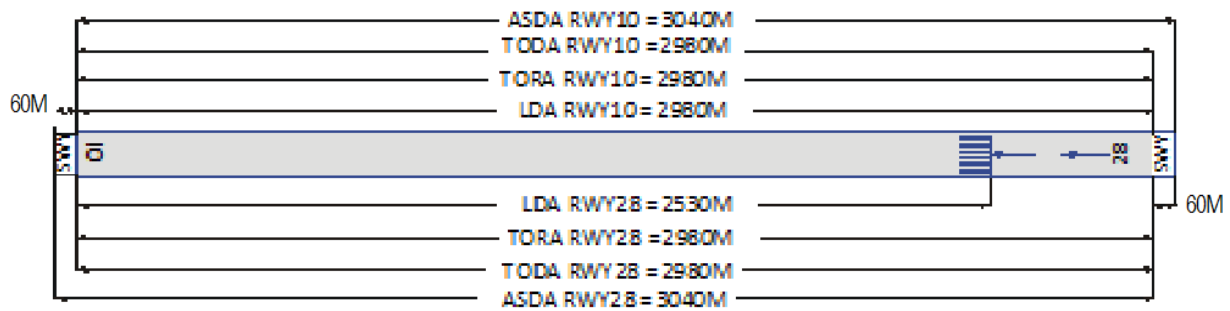 ASDA RWY10 = 3040M
TODA RWY10 = 2980M
TORA RWY10 = 2980M
60M
LDA RWY10 = 2980M
SWY
10
28
SWY
LDA RWY28 = 2530M
60M
TORA RWY28 = 2980M
TODA RWY28 = 2980M
ASDA RWY28 = 3040M